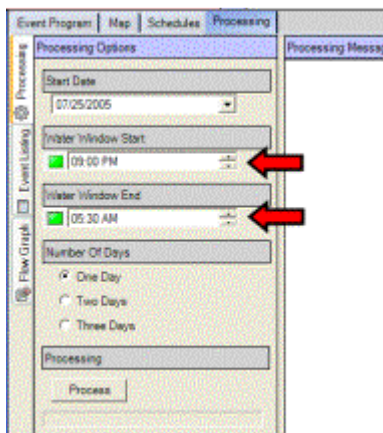 Event Program Map Schedules Processing
Processing Options Processing Messa
Start Date
07/25/2005
Water Window Start
09:00 PM
Water Window End
05:30 AM
Number Of Days
One Day
Two Days
Three Days
Processing
Process
Processing
Event Listing
Flow Graph